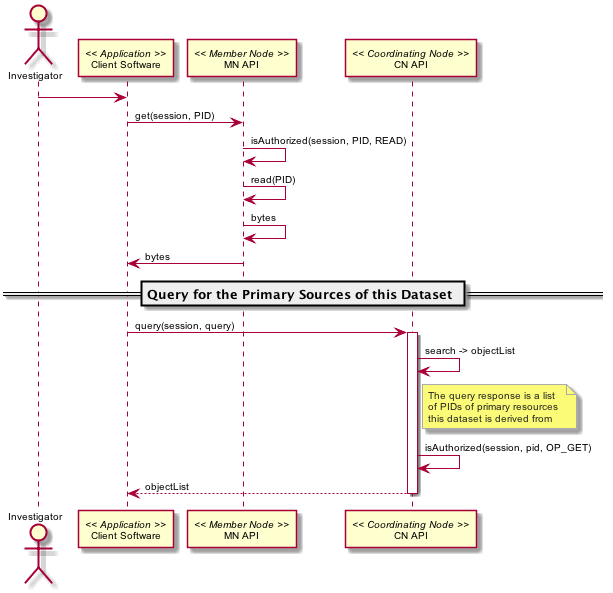 << Application >>
Client Software
<< Member Node >>
MN API
<< Coordinating Node >>
CN API
Investigator
get(session, PID)
isAuthorized(session, PID, READ)
read(PID)
bytes
bytes
Query for the Primary Sources of this Dataset
query(session, query)
search -> objectList
The query response is a list
of PIDs of primary resources
this dataset is derived from
isAuthorized(session, pid, OP_GET)
objectList
Investigator
<< Application >>
Client Software
<< Member Node >>
MN API
<< Coordinating Node >>
CN API